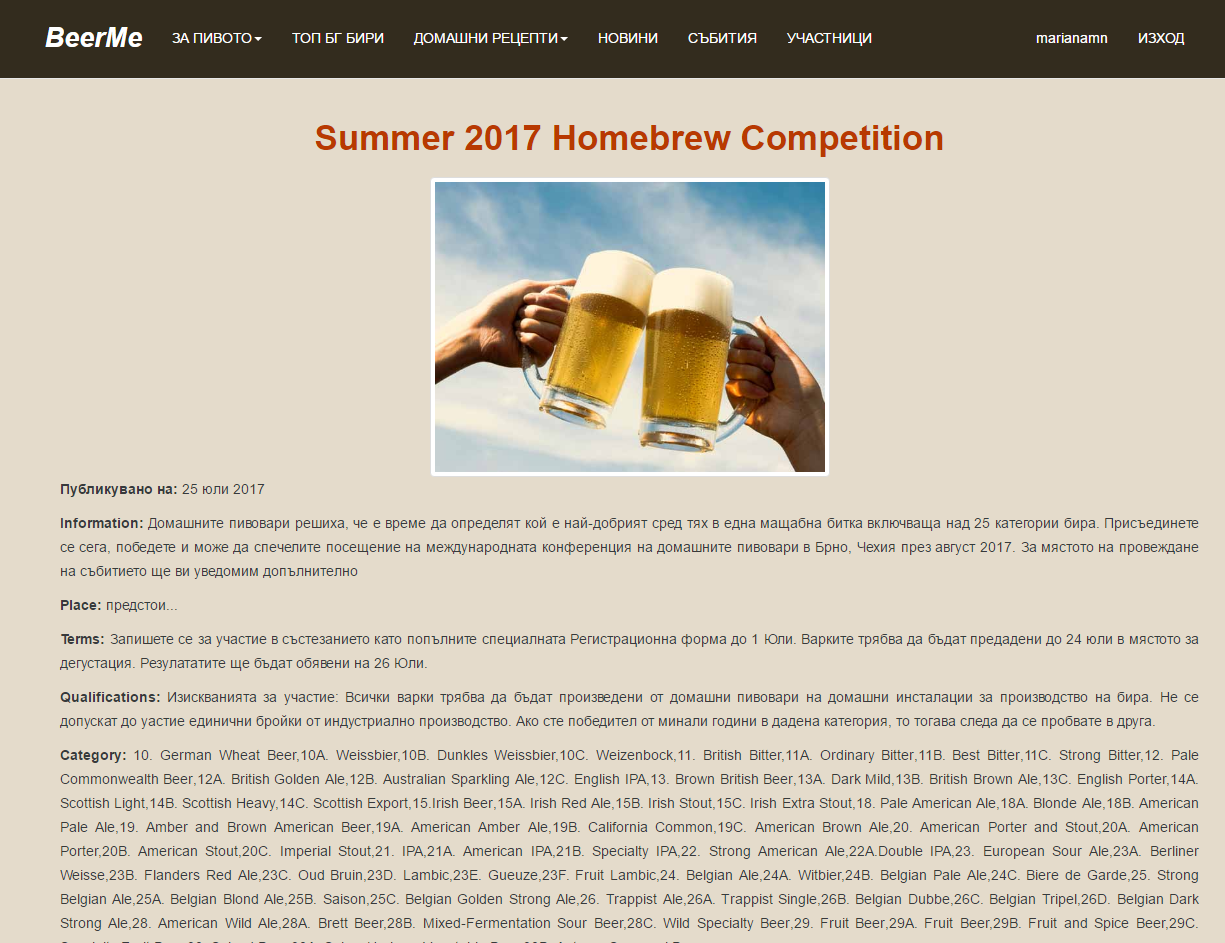 BeerMe ЗА ПИВОТО ТОП БГ БИРИ ДОМАШНИ РЕЦЕПТИ НОВИНИ СЪБИТИЯ УЧАСТНИЦИ marianamn ИЗХОД
Summer 2017 Homebrew Competition
Публикувано на: 25 юли 2017
Information: Домашните пивовари решиха, че е време да определят кой е най-добрият сред тях в една мащабна битка включваща над 25 категории бира. Присъединете
се сега, победете и може да спечелите посещение на международната конференция на домашните пивовари в Брно, Чехия през август 2017. За мястото на провеждане
на събитието ще ви уведомим допълнително
Place: предстои...
Terms: Запишете се за участие в състезанието като попълните специалната Регистрационна форма до 1 Юли. Варките трябва да бъдат предадени до 24 юли в мястото за
дегустация. Резулататите ще бъдат обявени на 26 Юли.
Qualifications: Изискванията за участие: Всички варки трябва да бъдат произведени от домашни пивовари на домашни инсталации за производство на бира. Не се
допускат до уастие единични бройки от индустриално производство. Ако сте победител от минали години в дадена категория, то тогава следа да се пробвате в друга.
Category: 10. German Wheat Beer,10A. Weissbier,10B. Dunkles Weissbier,10C. Weizenbock,11. British Bitter,11A. Ordinary Bitter,11B. Best Bitter,11C. Strong Bitter,12. Pale
Commonwealth Beer,12A. British Golden Ale,12B. Australian Sparkling Ale,12C. English IPA,13. Brown British Beer,13A. Dark Mild,13B. British Brown Ale,13C. English Porter,14A.
Scottish Light,14B. Scottish Heavy,14C. Scottish Export,15.Irish Beer,15A. Irish Red Ale,15B. Irish Stout,15C. Irish Extra Stout,18. Pale American Ale,18A. Blonde Ale,18B. American
Pale Ale,19. Amber and Brown American Beer,19A. American Amber Ale,19B. California Common,19C. American Brown Ale,20. American Porter and Stout,20A. American
Porter,20B. American Stout,20C. Imperial Stout,21. IPA,21A. American IPA,21B. Specialty IPA,22. Strong American Ale,22A.Double IPA,23. European Sour Ale,23A. Berliner
Weisse,23B. Flanders Red Ale,23C. Oud Bruin,23D. Lambic,23E. Gueuze,23F. Fruit Lambic,24. Belgian Ale,24A. Witbier,24B. Belgian Pale Ale,24C. Biere de Garde,25. Strong
Belgian Ale,25A. Belgian Blond Ale,25B. Saison,25C. Belgian Golden Strong Ale,26. Trappist Ale,26A. Trappist Single,26B. Belgian Dubbe,26C. Belgian Tripel,26D. Belgian Dark
Strong Ale,28. American Wild Ale,28A. Brett Beer,28B. Mixed-Fermentation Sour Beer,28C. Wild Specialty Beer,29. Fruit Beer,29A. Fruit Beer,29B. Fruit and Spice Beer,29C.